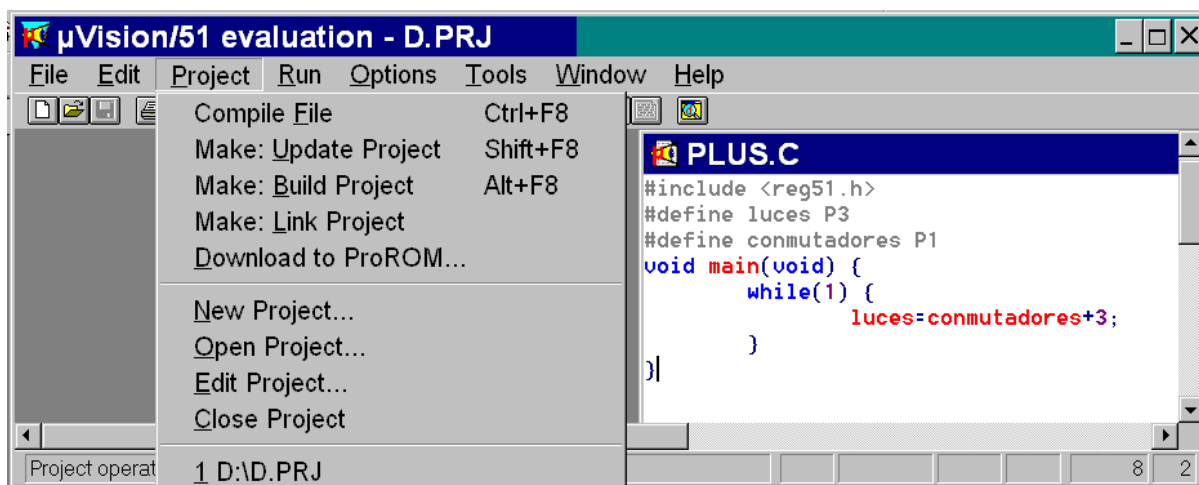 µVision/51 evaluation - D.PRJ
File Edit Project Run Options Tools Window Help
Compile File Ctrl+F8
Make: Update Project Shift+F8
Make: Build Project Alt+F8
Make: Link Project
Download to ProROM...
New Project...
Open Project...
Edit Project...
Close Project
1 D:\D.PRJ
PLUS.C
#include <reg51.h>
#define luces P3
#define conmutadores P1
void main(void) {
while(1) {
luces=conmutadores+3;
}
}
Project operat
8 2